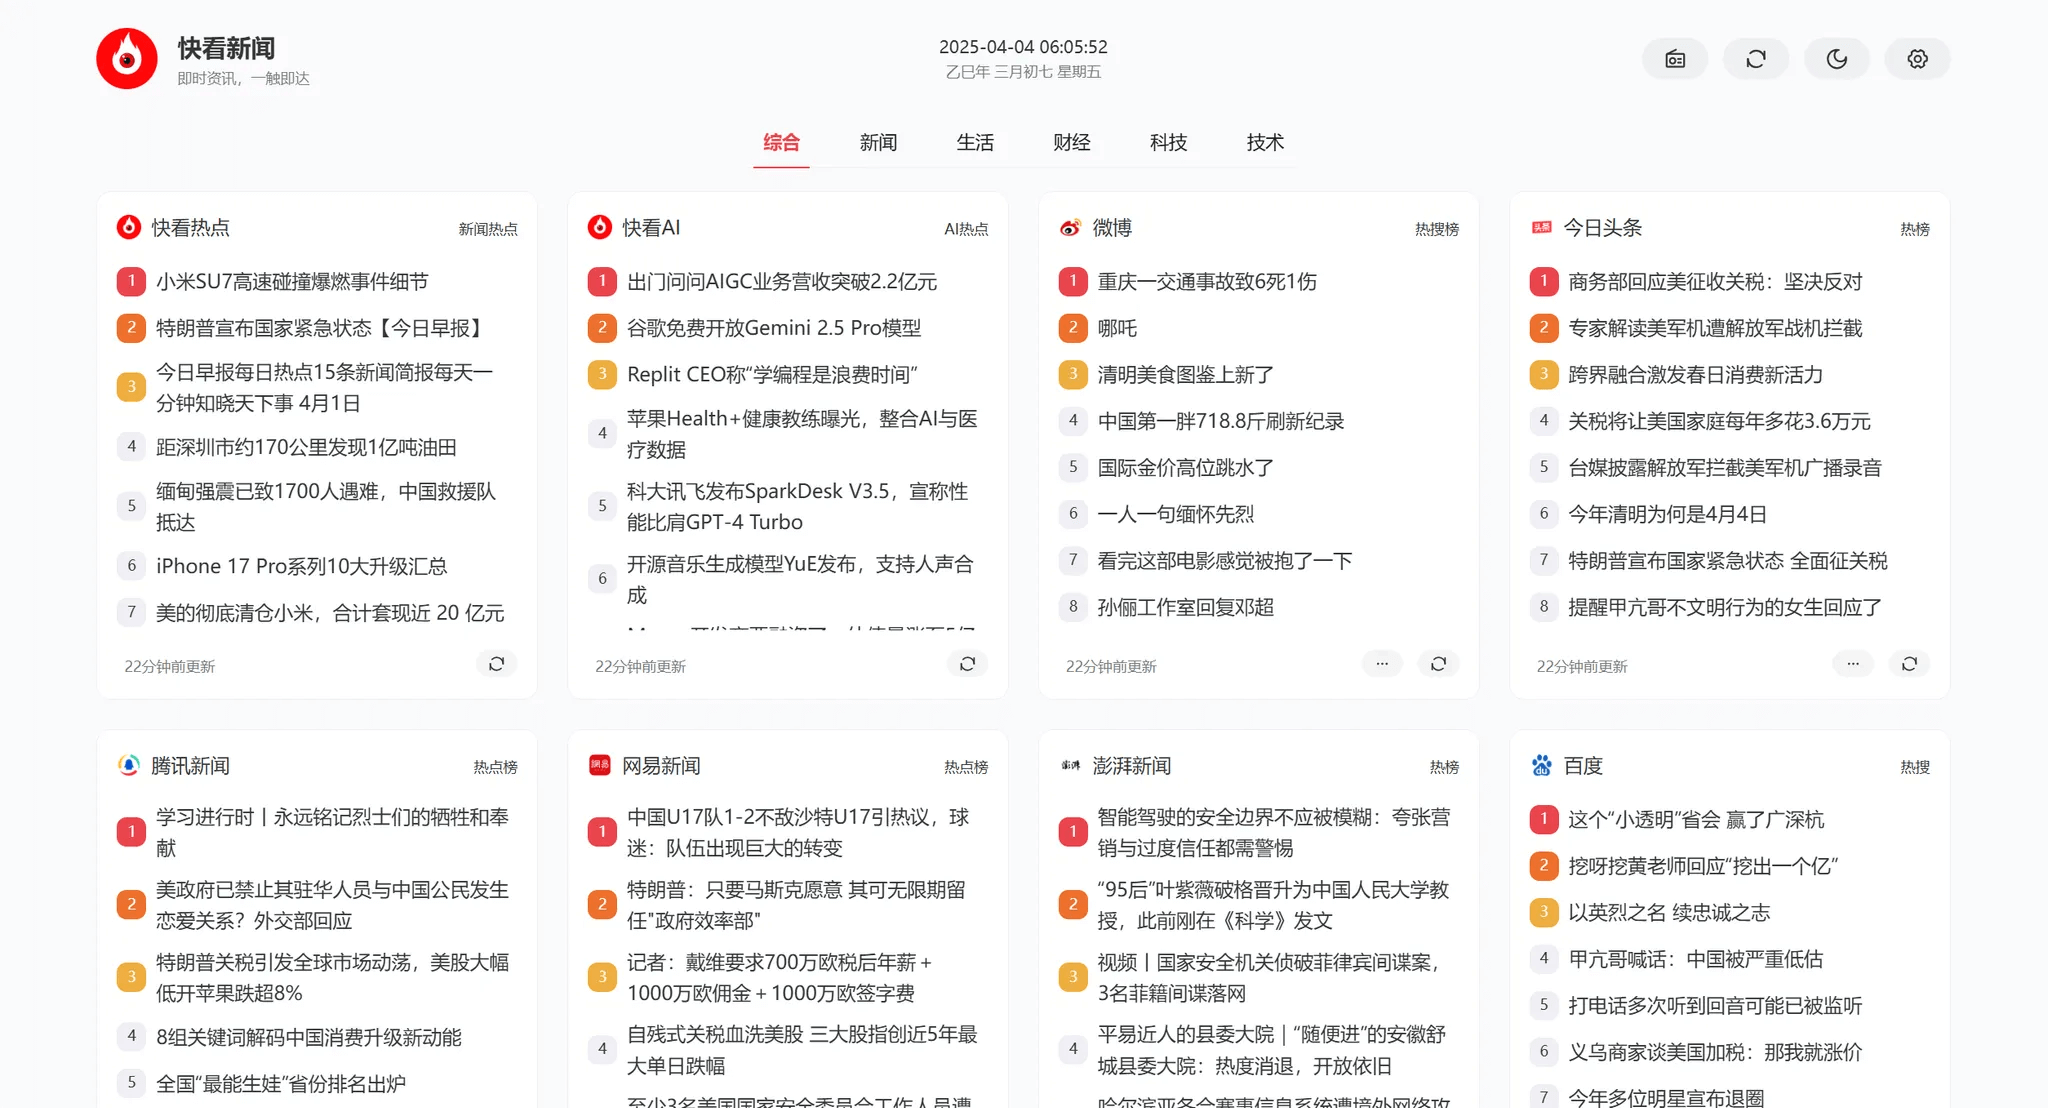 快看新闻
即时资讯，一触即达
2025-04-04 06:05:52
乙巳年 三月初七 星期五
综合 新闻 生活 财经 科技 技术
快看热点 新闻热点
1 小米SU7高速碰撞爆燃事件细节
2 特朗普宣布国家紧急状态【今日早报】
3 今日早报每日热点15条新闻简报每天一
分钟知晓天下事 4月1日
4 距深圳市约170公里发现1亿吨油田
5 缅甸强震已致1700人遇难，中国救援队
抵达
6 iPhone 17 Pro系列10大升级汇总
7 美的彻底清仓小米，合计套现近 20 亿元
22分钟前更新
快看AI AI热点
1 出门问问AIGC业务营收突破2.2亿元
2 谷歌免费开放Gemini 2.5 Pro模型
3 Replit CEO称“学编程是浪费时间”
4 苹果Health+健康教练曝光，整合AI与医
疗数据
5 科大讯飞发布SparkDesk V3.5，宣称性
能比肩GPT-4 Turbo
6 开源音乐生成模型YuE发布，支持人声合
成
22分钟前更新
微博 热搜榜
1 重庆一交通事故致6死1伤
2 哪吒
3 清明美食图鉴上新了
4 中国第一胖718.8斤刷新纪录
5 国际金价高位跳水了
6 一人一句缅怀先烈
7 看完这部电影感觉被抱了一下
8 孙俪工作室回复邓超
22分钟前更新
头条 今日头条 热榜
1 商务部回应美征收关税：坚决反对
2 专家解读美军机遭解放军战机拦截
3 跨界融合激发春日消费新活力
4 关税将让美国家庭每年多花3.6万元
5 台媒披露解放军拦截美军机广播录音
6 今年清明为何是4月4日
7 特朗普宣布国家紧急状态 全面征关税
8 提醒甲亢哥不文明行为的女生回应了
22分钟前更新
腾讯新闻 热点榜
1 学习进行时丨永远铭记烈士们的牺牲和奉
献
2 美政府已禁止其驻华人员与中国公民发生
恋爱关系？外交部回应
3 特朗普关税引发全球市场动荡，美股大幅
低开苹果跌超8%
4 8组关键词解码中国消费升级新动能
5 全国“最能生娃”省份排名出炉
網易 网易新闻 热点榜
1 中国U17队1-2不敌沙特U17引热议，球
迷：队伍出现巨大的转变
2 特朗普：只要马斯克愿意 其可无限期留
任"政府效率部"
3 记者：戴维要求700万欧税后年薪＋
1000万欧佣金＋1000万欧签字费
4 自残式关税血洗美股 三大股指创近5年最
大单日跌幅
至少3名美国国家安全委员会工作人员遭
澎湃 澎湃新闻 热榜
1 智能驾驶的安全边界不应被模糊：夸张营
销与过度信任都需警惕
2 “95后”叶紫薇破格晋升为中国人民大学教
授，此前刚在《科学》发文
3 视频丨国家安全机关侦破菲律宾间谍案，
3名菲籍间谍落网
4 平易近人的县委大院｜“随便进”的安徽舒
城县委大院：热度消退，开放依旧
哈尔滨亚冬会赛事信息系统遭境外网络攻
du 百度 热搜
1 这个“小透明”省会 赢了广深杭
2 挖呀挖黄老师回应“挖出一个亿”
3 以英烈之名 续忠诚之志
4 甲亢哥喊话：中国被严重低估
5 打电话多次听到回音可能已被监听
6 义乌商家谈美国加税：那我就涨价
7 今年多位明星宣布退圈